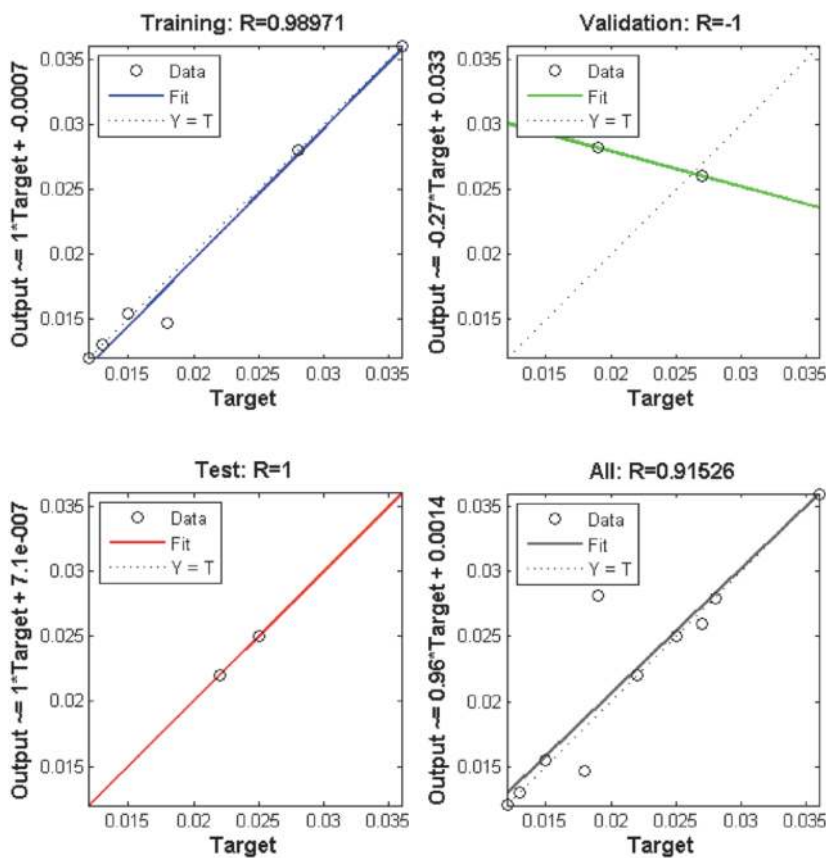 Training: R=0.98971
Output ~= 1*Target + -0.0007
0.035
0.03
0.025
0.02
0.015
Data
Fit
Y = T
0.015 0.02 0.025 0.03 0.035
Target
Validation: R=-1
Output ~= -0.27*Target + 0.033
0.035
0.03
0.025
0.02
0.015
Data
Fit
Y = T
0.015 0.02 0.025 0.03 0.035
Target
Test: R=1
Output ~= 1*Target + 7.1e-007
0.035
0.03
0.025
0.02
0.015
Data
Fit
Y = T
0.015 0.02 0.025 0.03 0.035
Target
All: R=0.91526
Output ~= 0.96*Target + 0.0014
0.035
0.03
0.025
0.02
0.015
Data
Fit
Y = T
0.015 0.02 0.025 0.03 0.035
Target